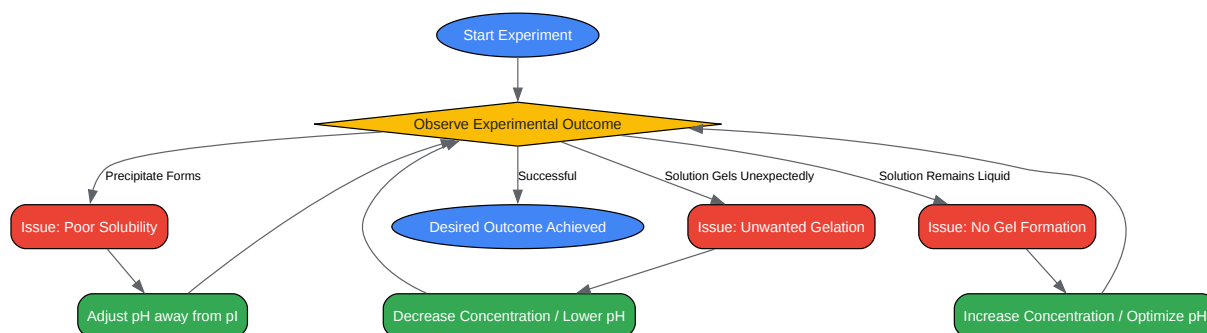 Start Experiment
Observe Experimental Outcome
Precipitate Forms
Successful
Solution Gels Unexpectedly
Solution Remains Liquid
Issue: Poor Solubility
Desired Outcome Achieved
Issue: Unwanted Gelation
Issue: No Gel Formation
Adjust pH away from pI
Decrease Concentration / Lower pH
Increase Concentration / Optimize pH